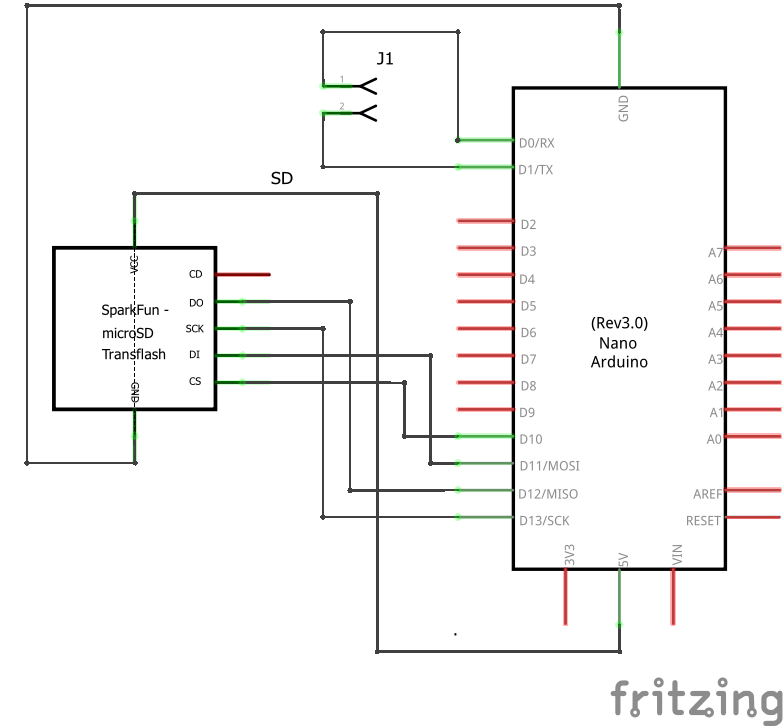 J1
1
2
GND
D0/RX
D1/TX
SD
VCC
CD
DO
SCK
DI
CS
GND
SparkFun -
microSD
Transflash
D2
D3
D4
D5
D6
D7
D8
D9
D10
D11/MOSI
D12/MISO
D13/SCK
(Rev3.0)
Nano
Arduino
A7
A6
A5
A4
A3
A2
A1
A0
AREF
RESET
3V3
5V
VIN
fritzing